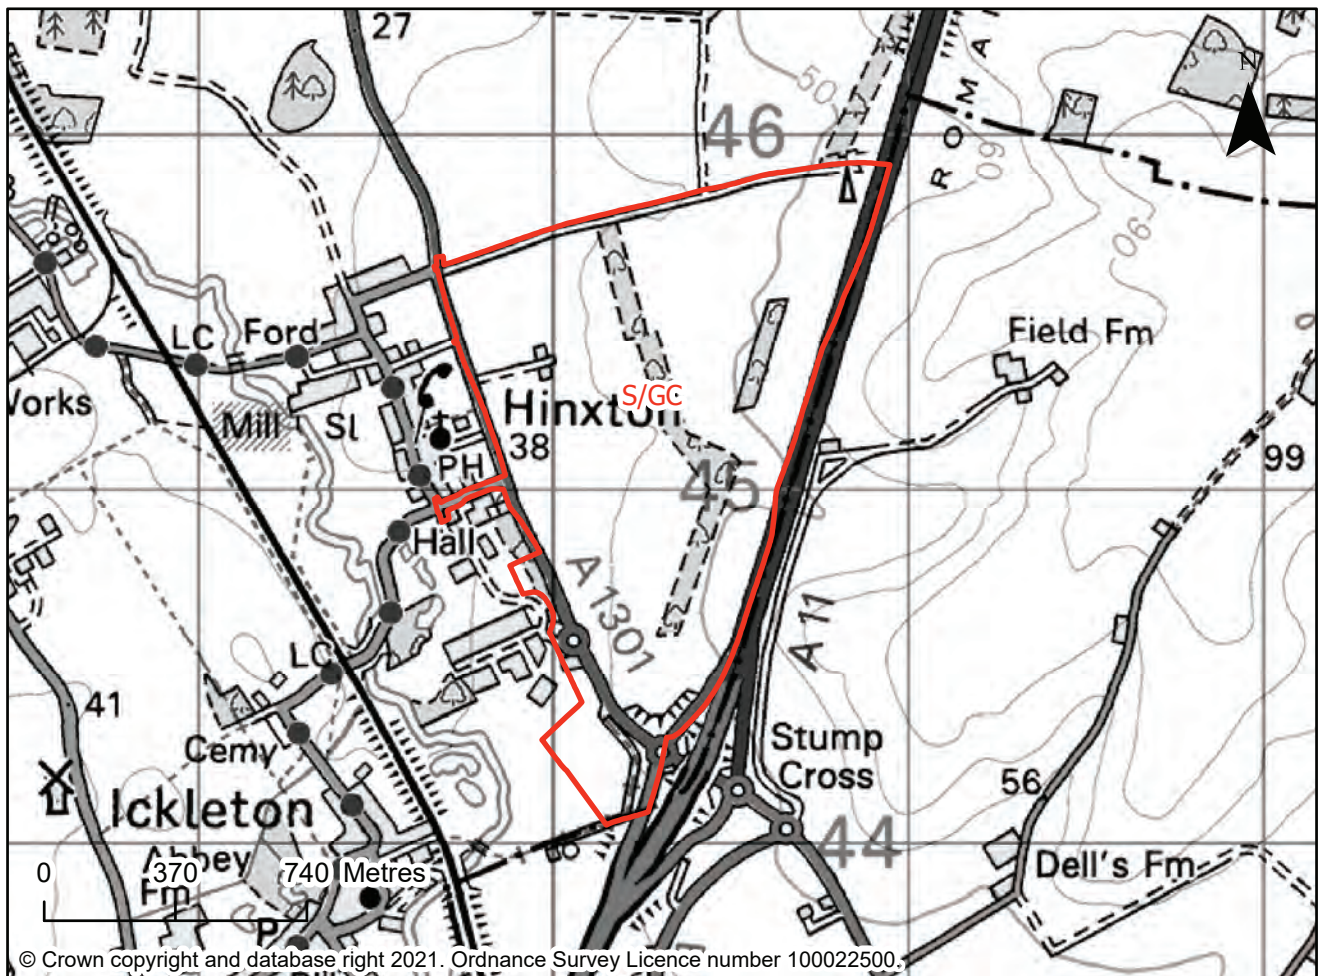 27
46
50
R O M A
N
60
90
LC
Ford
Field Fm
Works
Mill
Sl
Hinxton
S/GC
38
PH
45
99
Hall
A 1301
A 11
LC
41
Cemy
Stump
Cross
56
Ickleton
44
Abbey
Fm
Dell's Fm
0 370 740 Metres
P
© Crown copyright and database right 2021. Ordnance Survey Licence number 100022500.